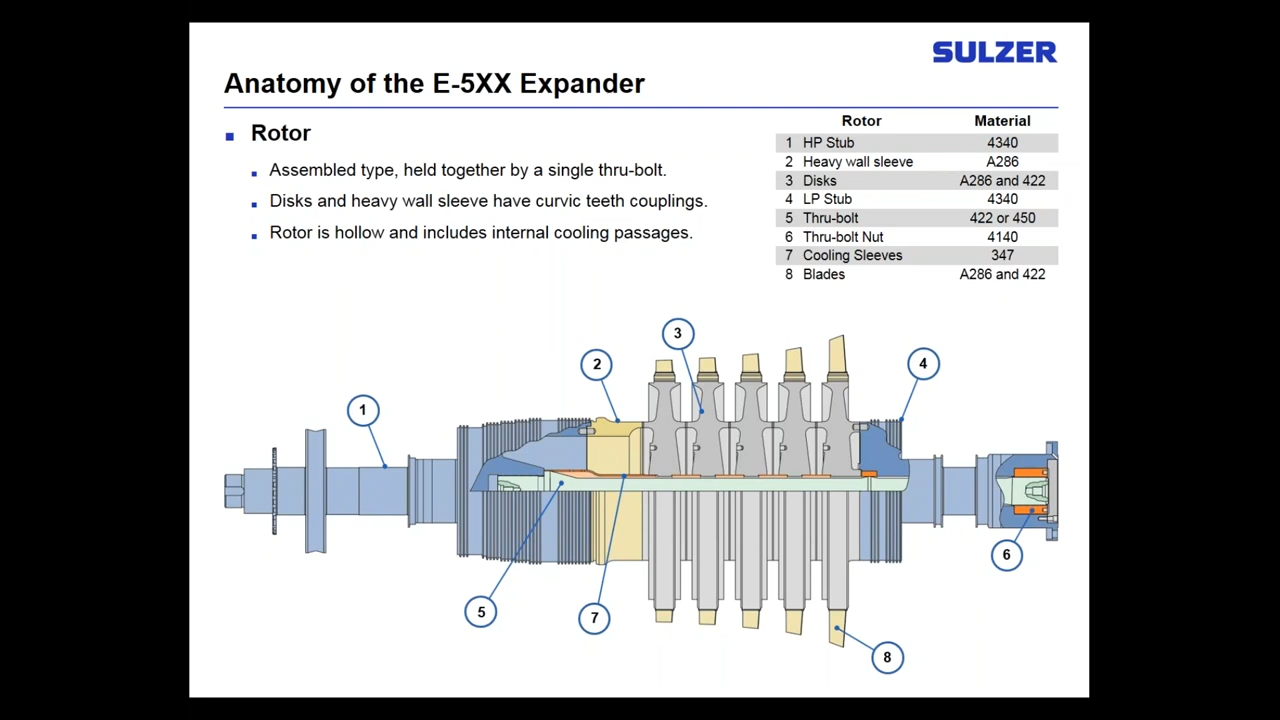 SULZER
Anatomy of the E-5XX Expander
Rotor
Assembled type, held together by a single thru-bolt.
Disks and heavy wall sleeve have curvic teeth couplings.
Rotor is hollow and includes internal cooling passages.
Rotor Material
1 HP Stub 4340
2 Heavy wall sleeve A286
3 Disks A286 and 422
4 LP Stub 4340
5 Thru-bolt 422 or 450
6 Thru-bolt Nut 4140
7 Cooling Sleeves 347
8 Blades A286 and 422
3
2
4
1
6
5
7
8